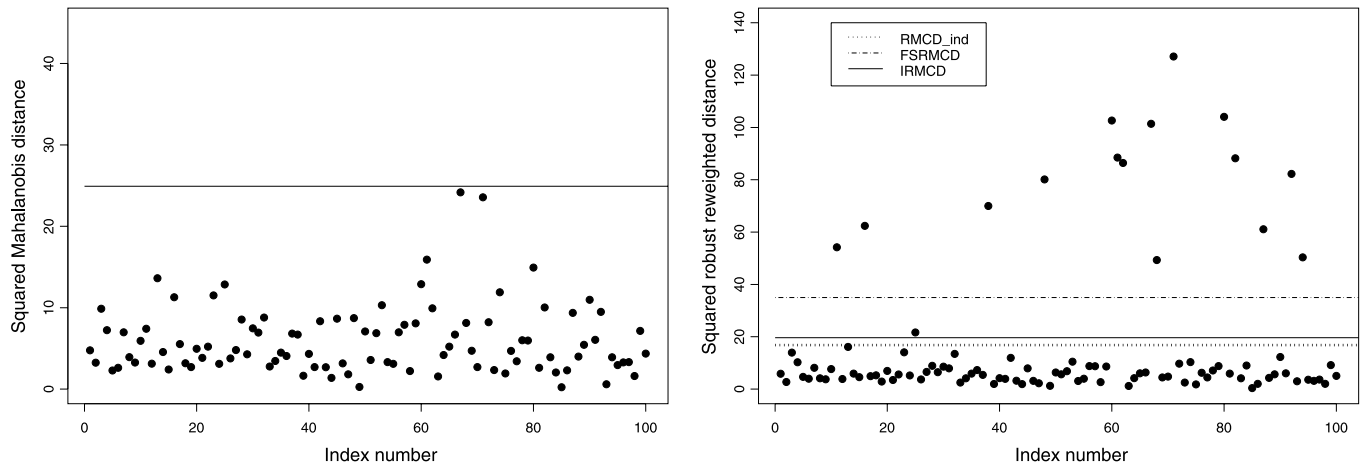 Squared Mahalanobis distance
40
30
20
10
0
0 20 40 60 80 100
Index number
Squared robust reweighted distance
140
120
100
80
60
40
20
0
RMCD_ind
FSRMCD
IRMCD
0 20 40 60 80 100
Index number